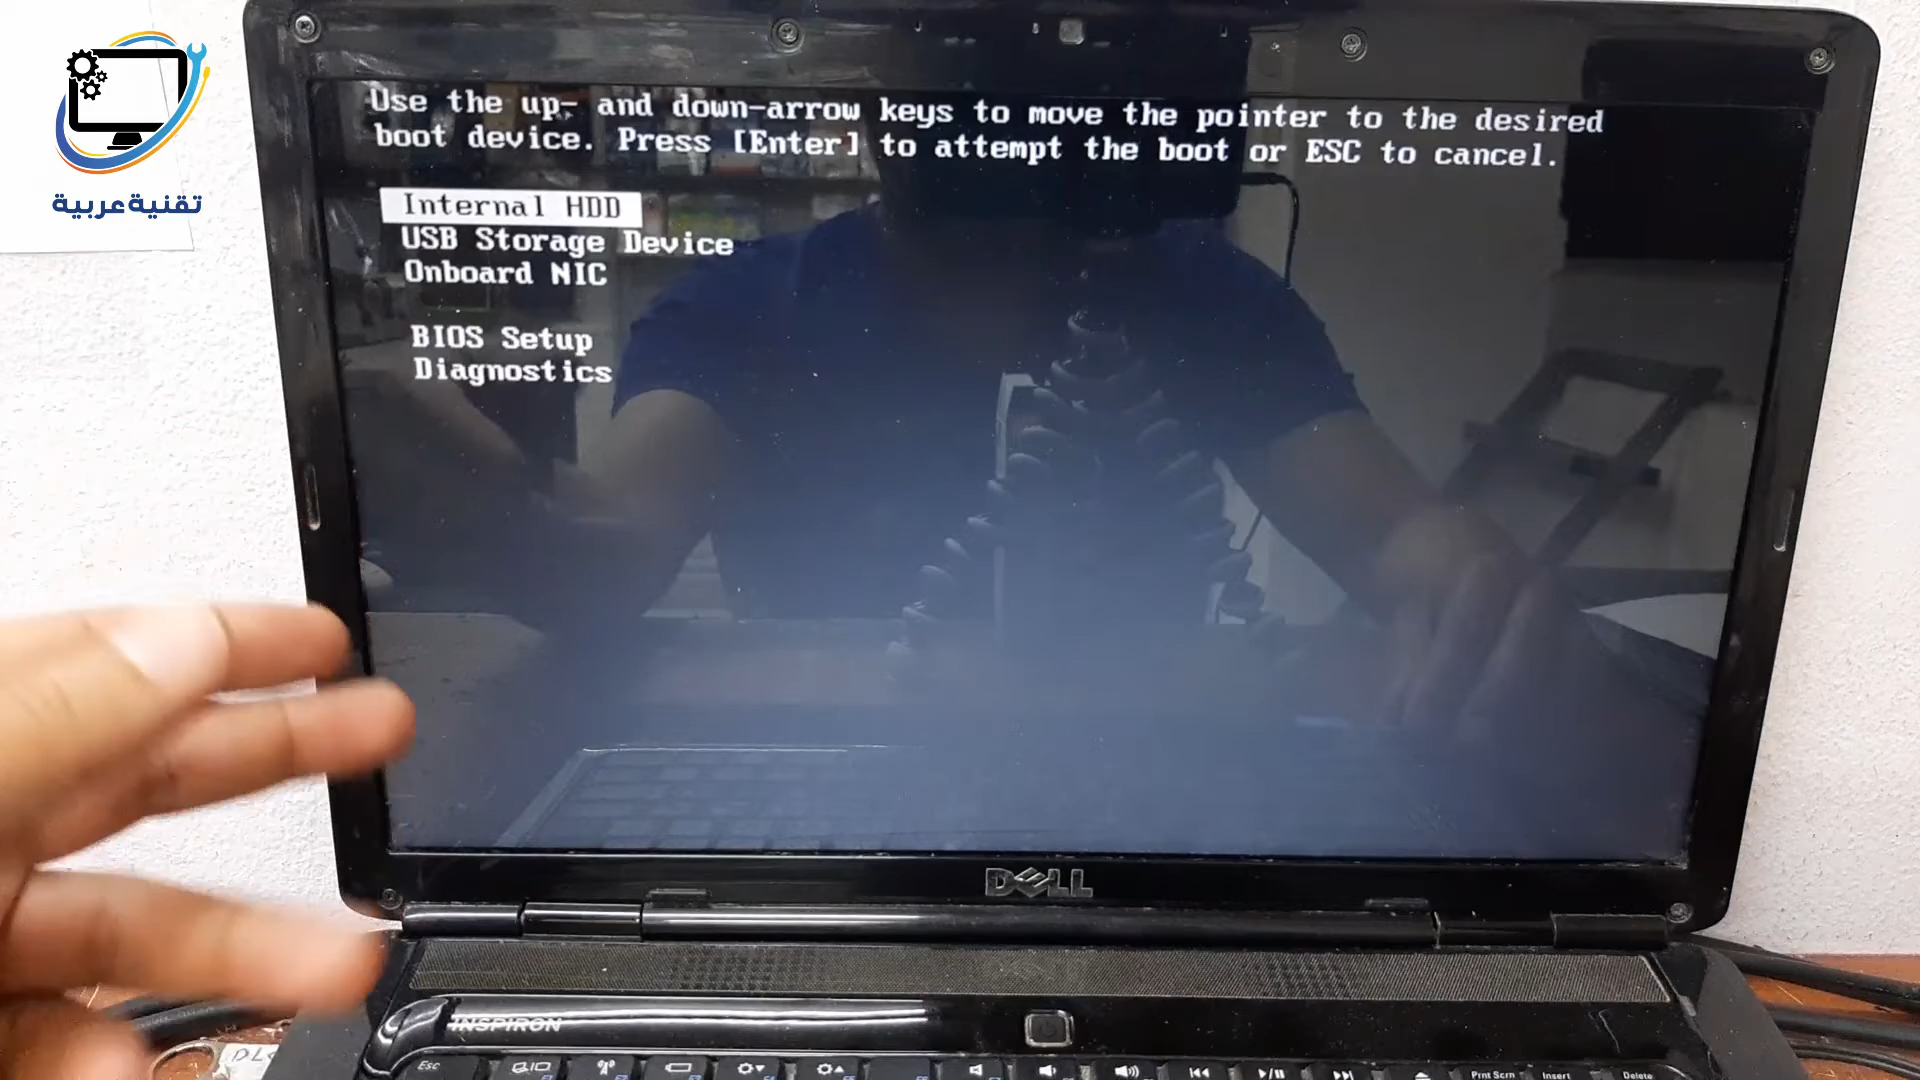 تقنية عربية
Use the up- and down-arrow keys to move the pointer to the desired
boot device. Press [Enter] to attempt the boot or ESC to cancel.
Internal HDD
USB Storage Device
Onboard NIC
BIOS Setup
Diagnostics
DELL
INSPIRON
Esc
Prnt Scrn
Insert
Delete